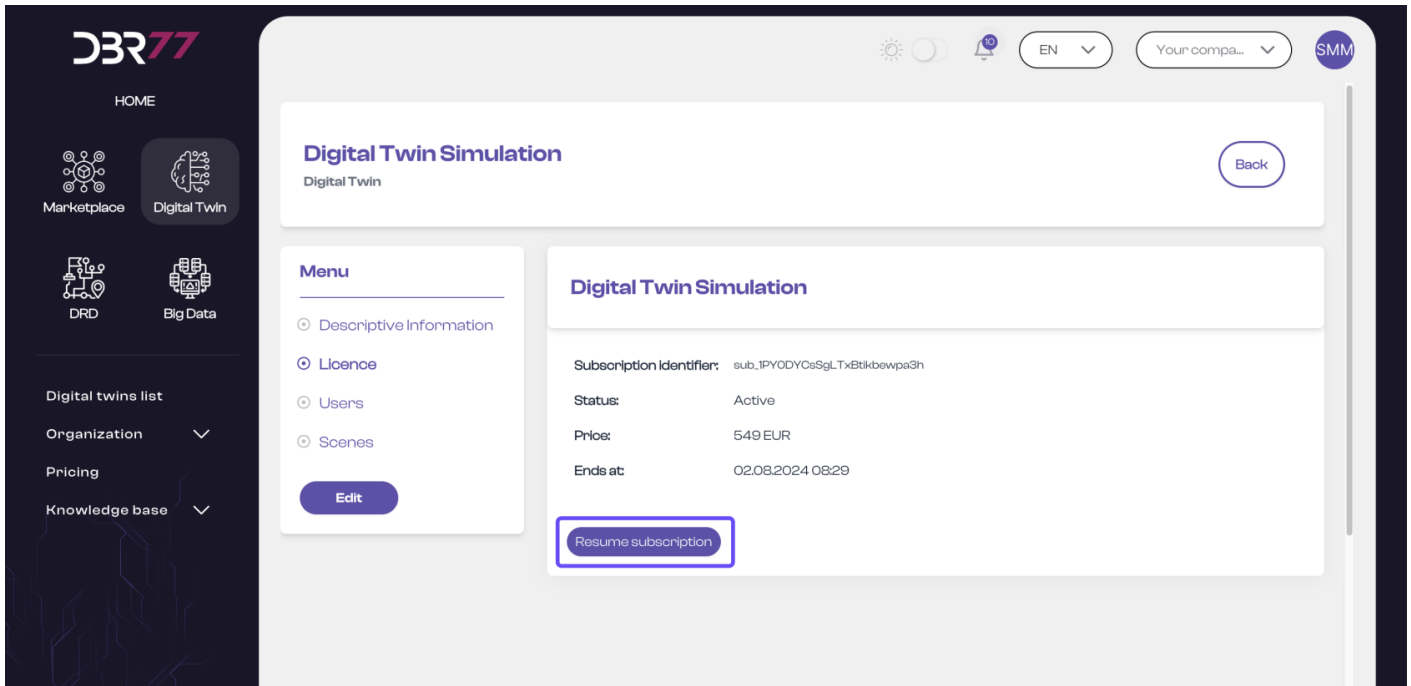 DBR77
HOME
Marketplace
Digital Twin
DRD
Big Data
Digital twins list
Organization
Pricing
Knowledge base
10
EN
Your compa...
SMM
Digital Twin Simulation
Digital Twin
Back
Menu
Descriptive Information
Licence
Users
Scenes
Edit
Digital Twin Simulation
Subscription identifier: sub_1PY0DYCsSgLTxBtikbewpa3h
Status: Active
Price: 549 EUR
Ends at: 02.08.2024 08:29
Resume subscription